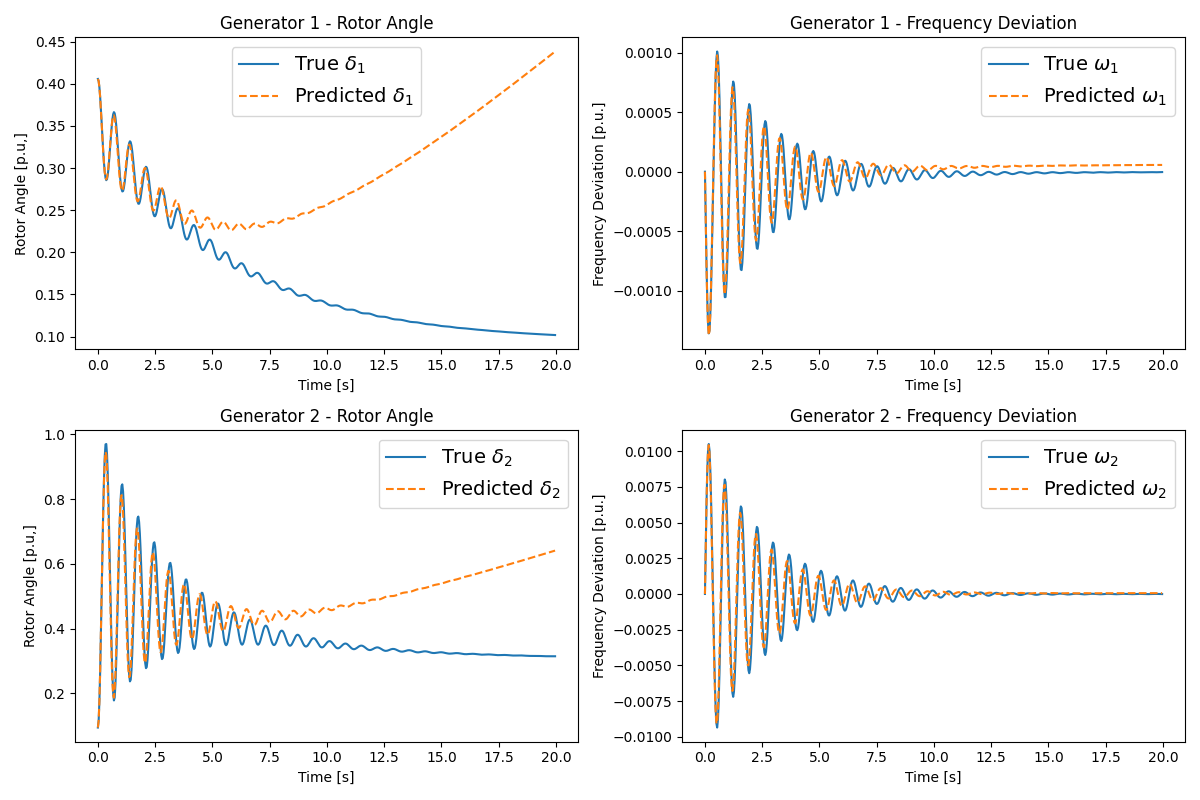 Generator 1 - Rotor Angle
0.45
0.40
0.35
0.30
0.25
0.20
0.15
0.10
Rotor Angle [p.u,]
True δ₁
Predicted δ₁
0.0 2.5 5.0 7.5 10.0 12.5 15.0 17.5 20.0
Time [s]
Generator 1 - Frequency Deviation
0.0010
0.0005
0.0000
−0.0005
−0.0010
Frequency Deviation [p.u.]
True ω₁
Predicted ω₁
0.0 2.5 5.0 7.5 10.0 12.5 15.0 17.5 20.0
Time [s]
Generator 2 - Rotor Angle
1.0
0.8
0.6
0.4
0.2
Rotor Angle [p.u,]
True δ₂
Predicted δ₂
0.0 2.5 5.0 7.5 10.0 12.5 15.0 17.5 20.0
Time [s]
Generator 2 - Frequency Deviation
0.0100
0.0075
0.0050
0.0025
0.0000
−0.0025
−0.0050
−0.0075
−0.0100
Frequency Deviation [p.u.]
True ω₂
Predicted ω₂
0.0 2.5 5.0 7.5 10.0 12.5 15.0 17.5 20.0
Time [s]